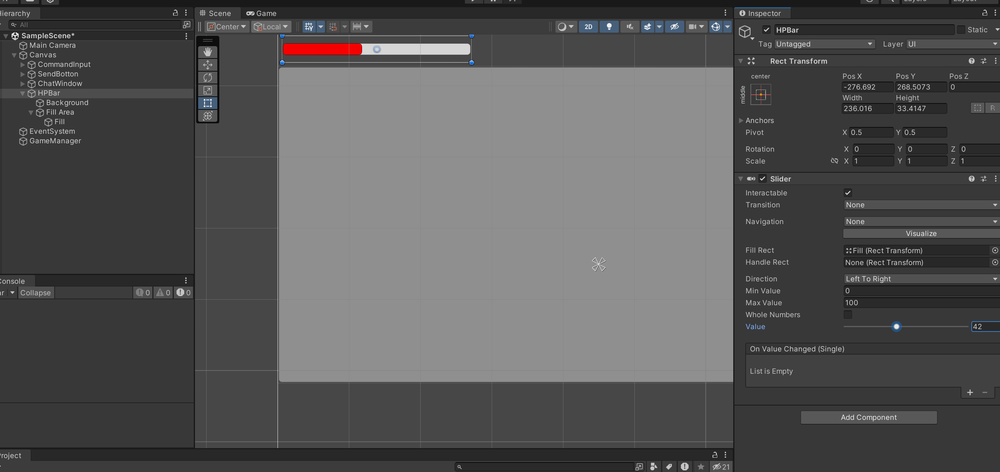 Hierarchy
All
SampleScene*
Main Camera
Canvas
CommandInput
SendBotton
ChatWindow
HPBar
Background
Fill Area
Fill
EventSystem
GameManager
Console
Collapse
0
0
0
Project
Scene
Game
Center
Local
2D
21
Layers
Layout
Inspector
HPBar
Static
Tag
Untagged
Layer
UI
Rect Transform
center
middle
Pos X
Pos Y
Pos Z
-276.692
268.5073
0
Width
Height
236.016
33.4147
R
Anchors
Pivot
X 0.5
Y 0.5
Rotation
X 0
Y 0
Z 0
Scale
X 1
Y 1
Z 1
Slider
Interactable
Transition
None
Navigation
None
Visualize
Fill Rect
Fill (Rect Transform)
Handle Rect
None (Rect Transform)
Direction
Left To Right
Min Value
0
Max Value
100
Whole Numbers
Value
42
On Value Changed (Single)
List is Empty
Add Component